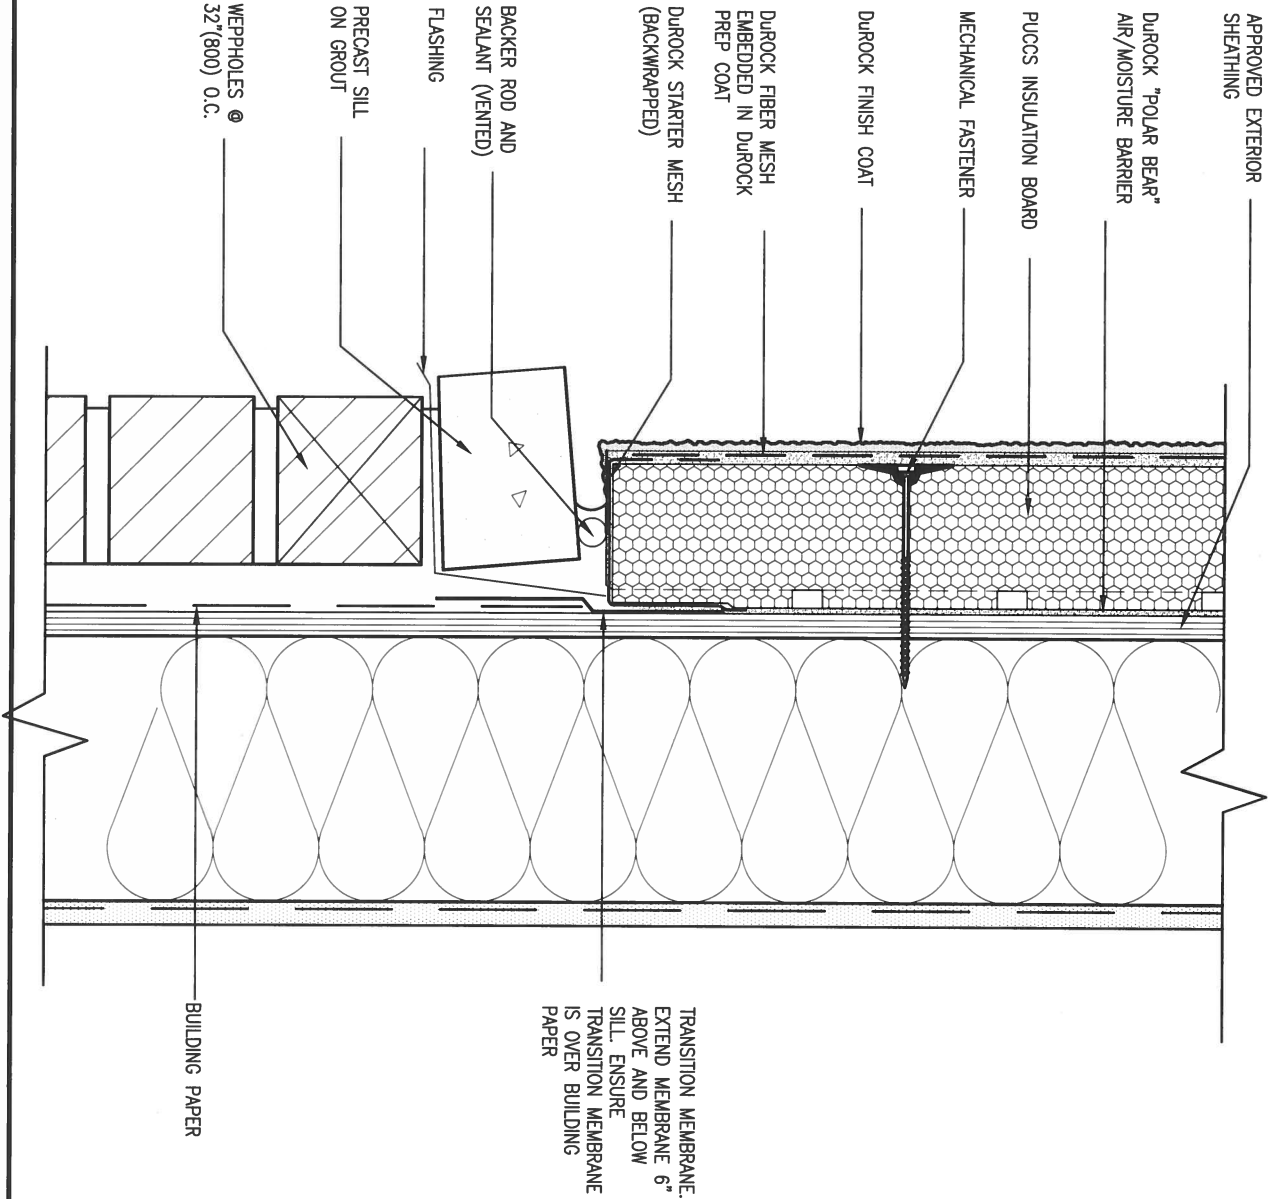 APPROVED EXTERIOR
SHEATHING
DuROCK "POLAR BEAR"
AIR/MOISTURE BARRIER
PUCCS INSULATION BOARD
MECHANICAL FASTENER
DuROCK FINISH COAT
DuROCK FIBER MESH
EMBEDDED IN DuROCK
PREP COAT
DuROCK STARTER MESH
(BACKWRAPPED)
BACKER ROD AND
SEALANT (VENTED)
FLASHING
PRECAST SILL
ON GROUT
WEPPHOLES @
32"(800) O.C.
TRANSITION MEMBRANE.
EXTEND MEMBRANE 6"
ABOVE AND BELOW
SILL. ENSURE
TRANSITION MEMBRANE
IS OVER BUILDING
PAPER
BUILDING PAPER